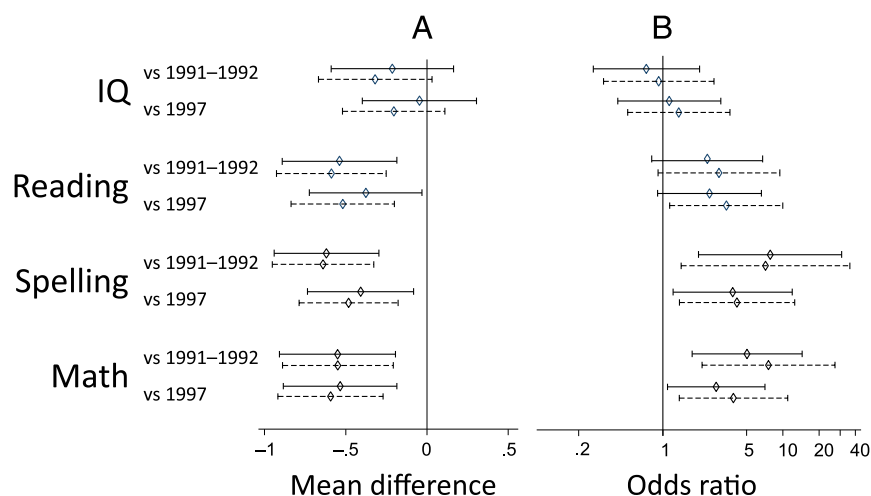 A B
IQ
vs 1991–1992
vs 1997
Reading
vs 1991–1992
vs 1997
Spelling
vs 1991–1992
vs 1997
Math
vs 1991–1992
vs 1997
–1 –.5 0 .5 .2 1 5 10 20 40
Mean difference Odds ratio